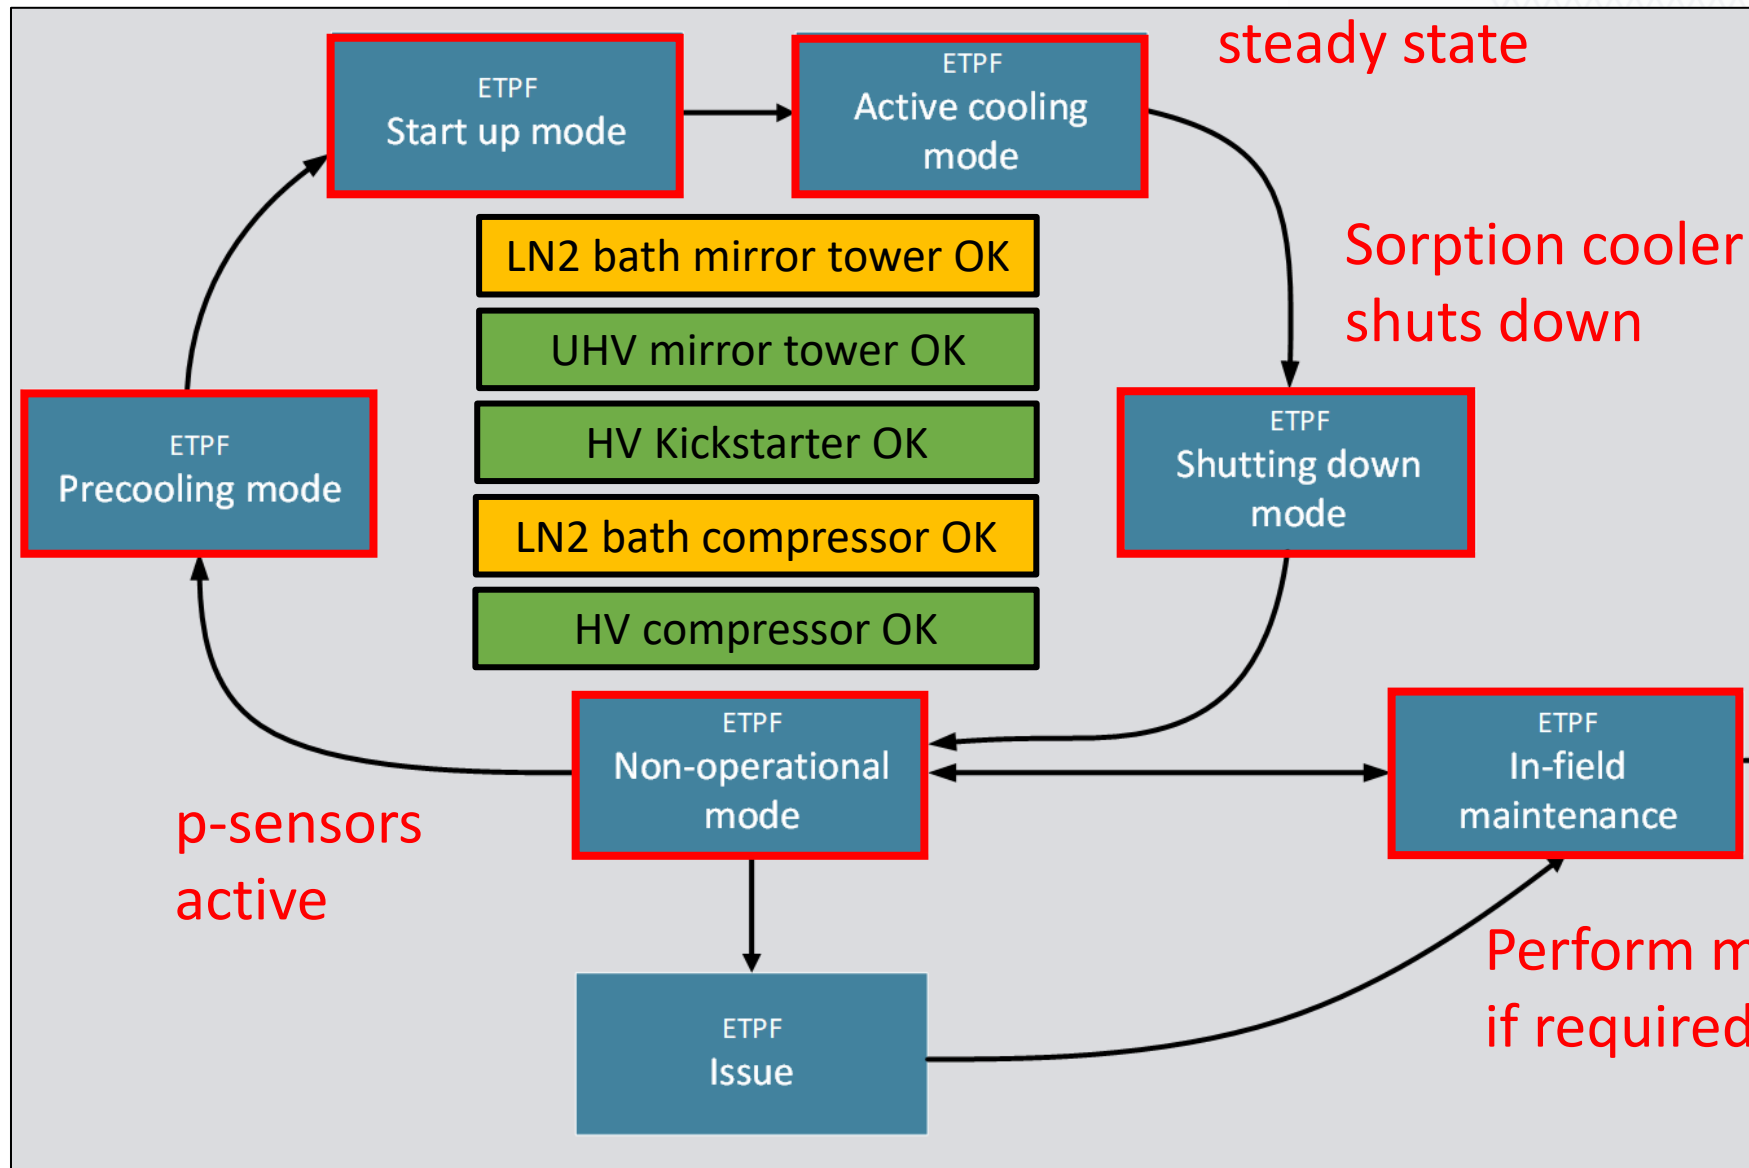 steady state
ETPF
Start up mode
ETPF
Active cooling
mode
LN2 bath mirror tower OK
UHV mirror tower OK
HV Kickstarter OK
LN2 bath compressor OK
HV compressor OK
Sorption cooler
shuts down
ETPF
Precooling mode
ETPF
Shutting down
mode
ETPF
Non-operational
mode
ETPF
In-field
maintenance
p-sensors
active
Perform
if required
ETPF
Issue